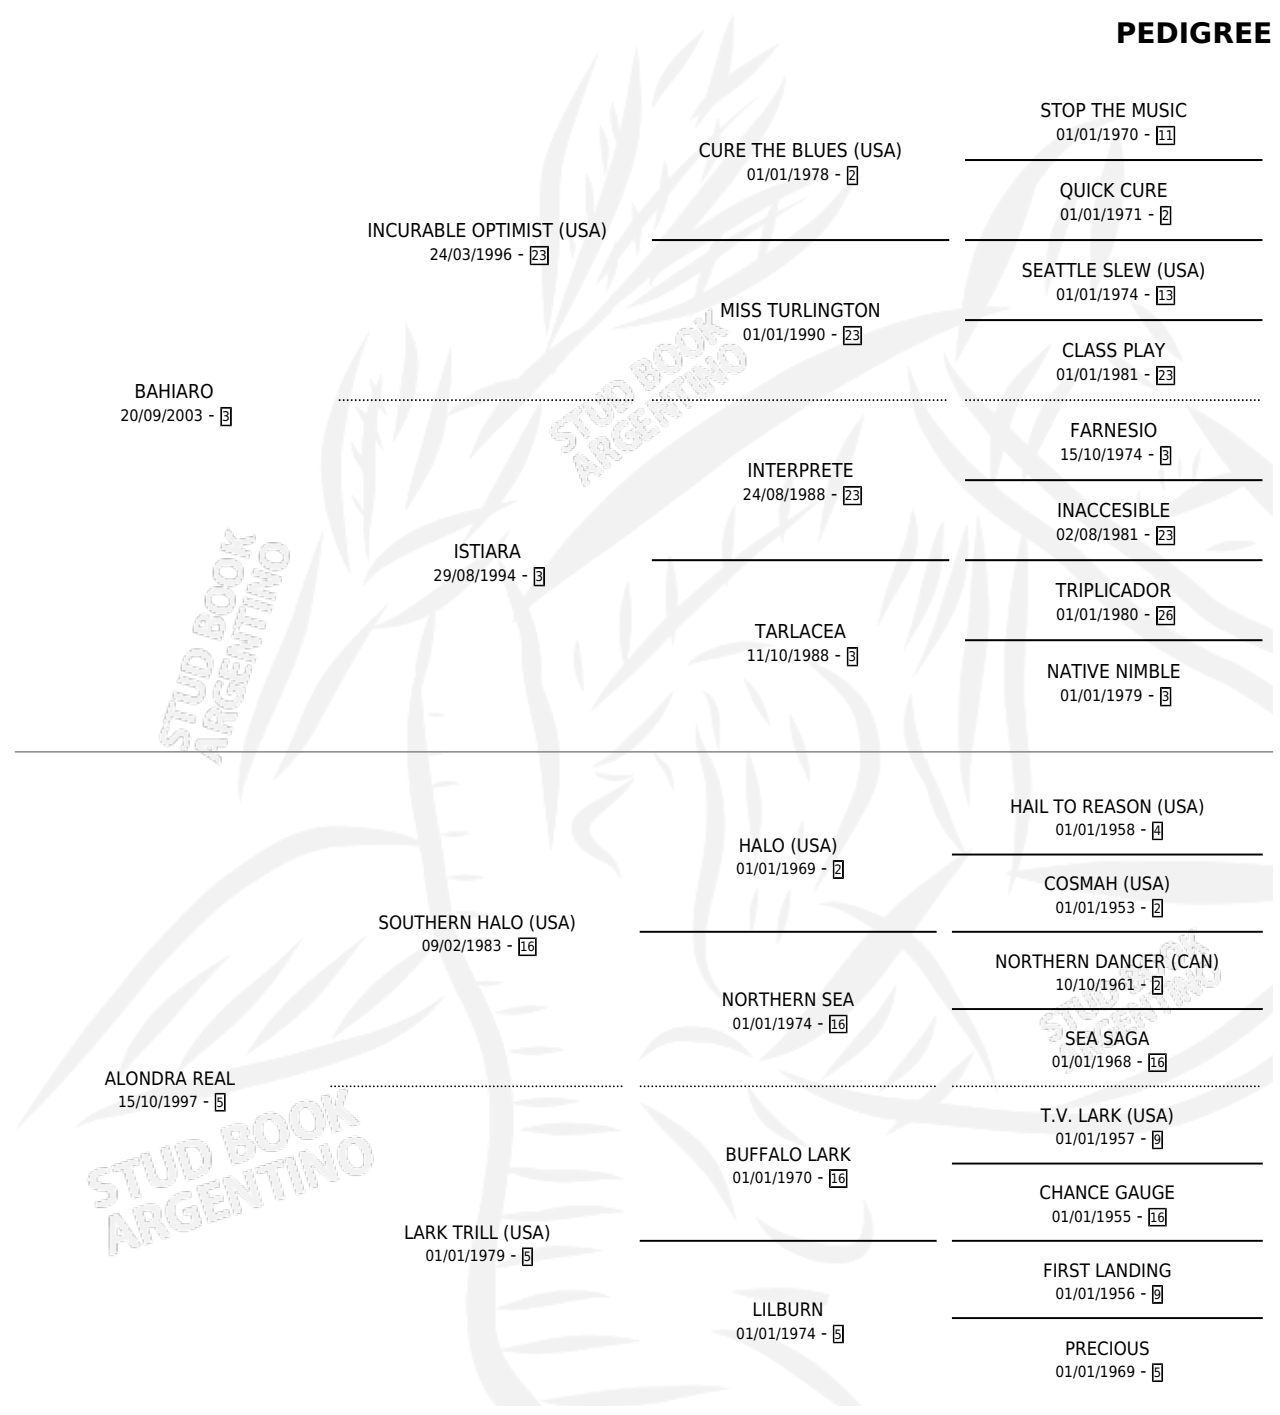 PEDIGREE
STOP THE MUSIC
01/01/1970 - 11
CURE THE BLUES (USA)
01/01/1978 - 2
QUICK CURE
01/01/1971 - 2
INCURABLE OPTIMIST (USA)
24/03/1996 - 23
SEATTLE SLEW (USA)
01/01/1974 - 13
MISS TURLINGTON
01/01/1990 - 23
CLASS PLAY
01/01/1981 - 23
BAHIARO
20/09/2003 - 3
FARNESIO
15/10/1974 - 3
INTERPRETE
24/08/1988 - 23
INACCESIBLE
02/08/1981 - 23
ISTIARA
29/08/1994 - 3
TRIPLICADOR
01/01/1980 - 26
TARLACEA
11/10/1988 - 3
NATIVE NIMBLE
01/01/1979 - 3
HAIL TO REASON (USA)
01/01/1958 - 4
HALO (USA)
01/01/1969 - 2
COSMAH (USA)
01/01/1953 - 2
SOUTHERN HALO (USA)
09/02/1983 - 16
NORTHERN DANCER (CAN)
10/10/1961 - 2
NORTHERN SEA
01/01/1974 - 16
SEA SAGA
01/01/1968 - 16
ALONDRA REAL
15/10/1997 - 5
T.V. LARK (USA)
01/01/1957 - 9
BUFFALO LARK
01/01/1970 - 16
CHANCE GAUGE
01/01/1955 - 16
LARK TRILL (USA)
01/01/1979 - 5
FIRST LANDING
01/01/1956 - 9
LILBURN
01/01/1974 - 5
PRECIOUS
01/01/1969 - 5
STUD BOOK
ARGENTINO
STUD BOOK
ARGENTINO
STUD BOOK
ARGENTINO
STUD BOOK
ARGENTINO